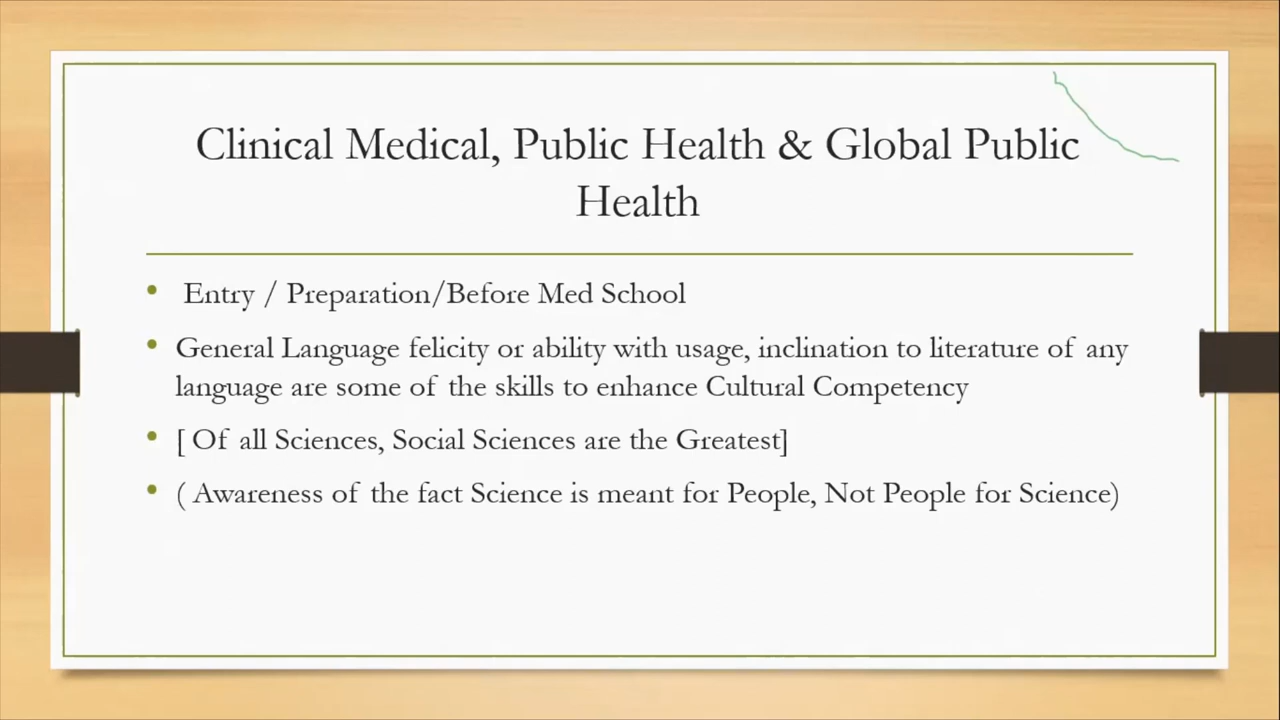 Clinical Medical, Public Health & Global Public
Health
• Entry / Preparation/Before Med School
• General Language felicity or ability with usage, inclination to literature of any
language are some of the skills to enhance Cultural Competency
• [ Of all Sciences, Social Sciences are the Greatest]
• ( Awareness of the fact Science is meant for People, Not People for Science)